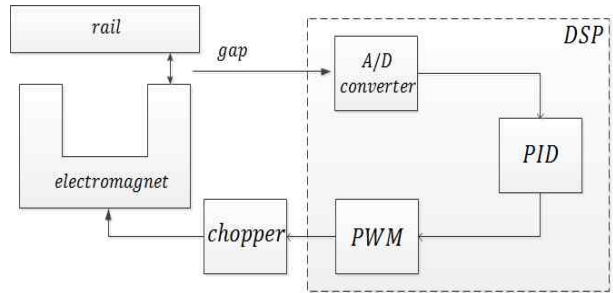 rail
gap
DSP
A/D
converter
PID
electromagnet
chopper
PWM